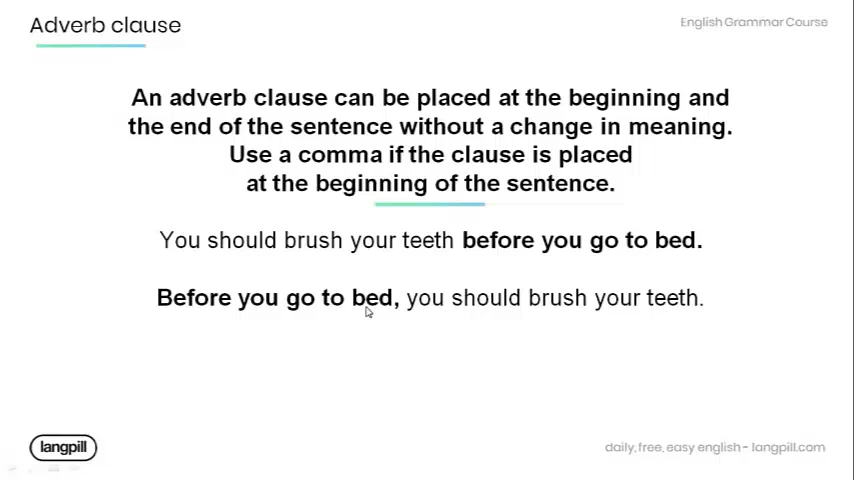 Adverb clause
English Grammar Course
An adverb clause can be placed at the beginning and
the end of the sentence without a change in meaning.
Use a comma if the clause is placed
at the beginning of the sentence.
You should brush your teeth before you go to bed.
Before you go to bed, you should brush your teeth.
langpill
daily, free, easy english - langpill.com